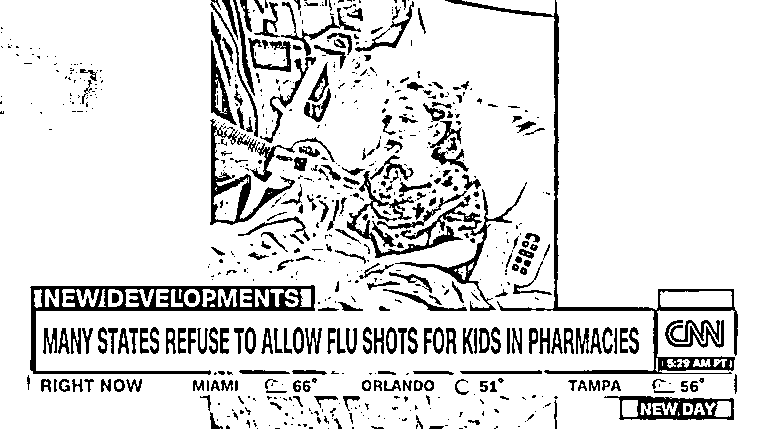 NEW DEVELOPMENTS
MANY STATES REFUSE TO ALLOW FLU SHOTS FOR KIDS IN PHARMACIES
CNN
5:29 AM PT
RIGHT NOW MIAMI 66° ORLANDO 51° TAMPA 56°
NEW DAY